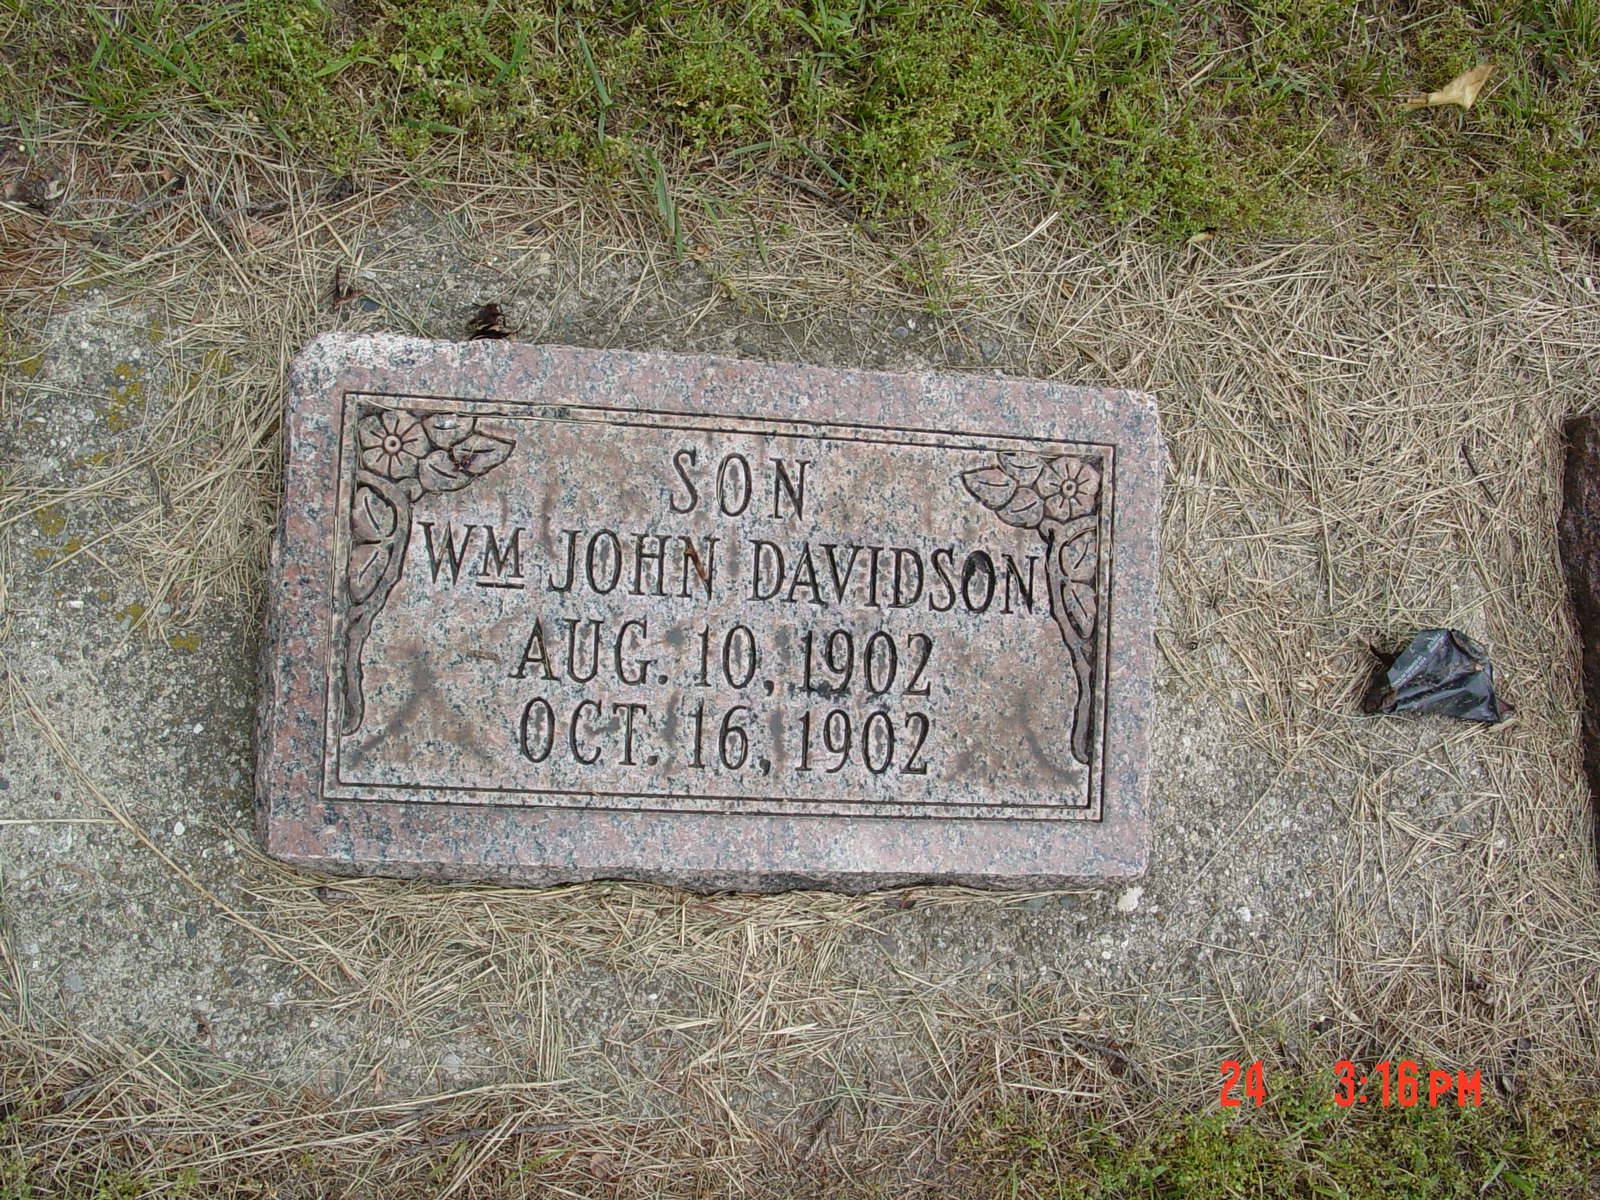 SON
WM JOHN DAVIDSON
AUG. 10, 1902
OCT. 16, 1902
24 3:16PM